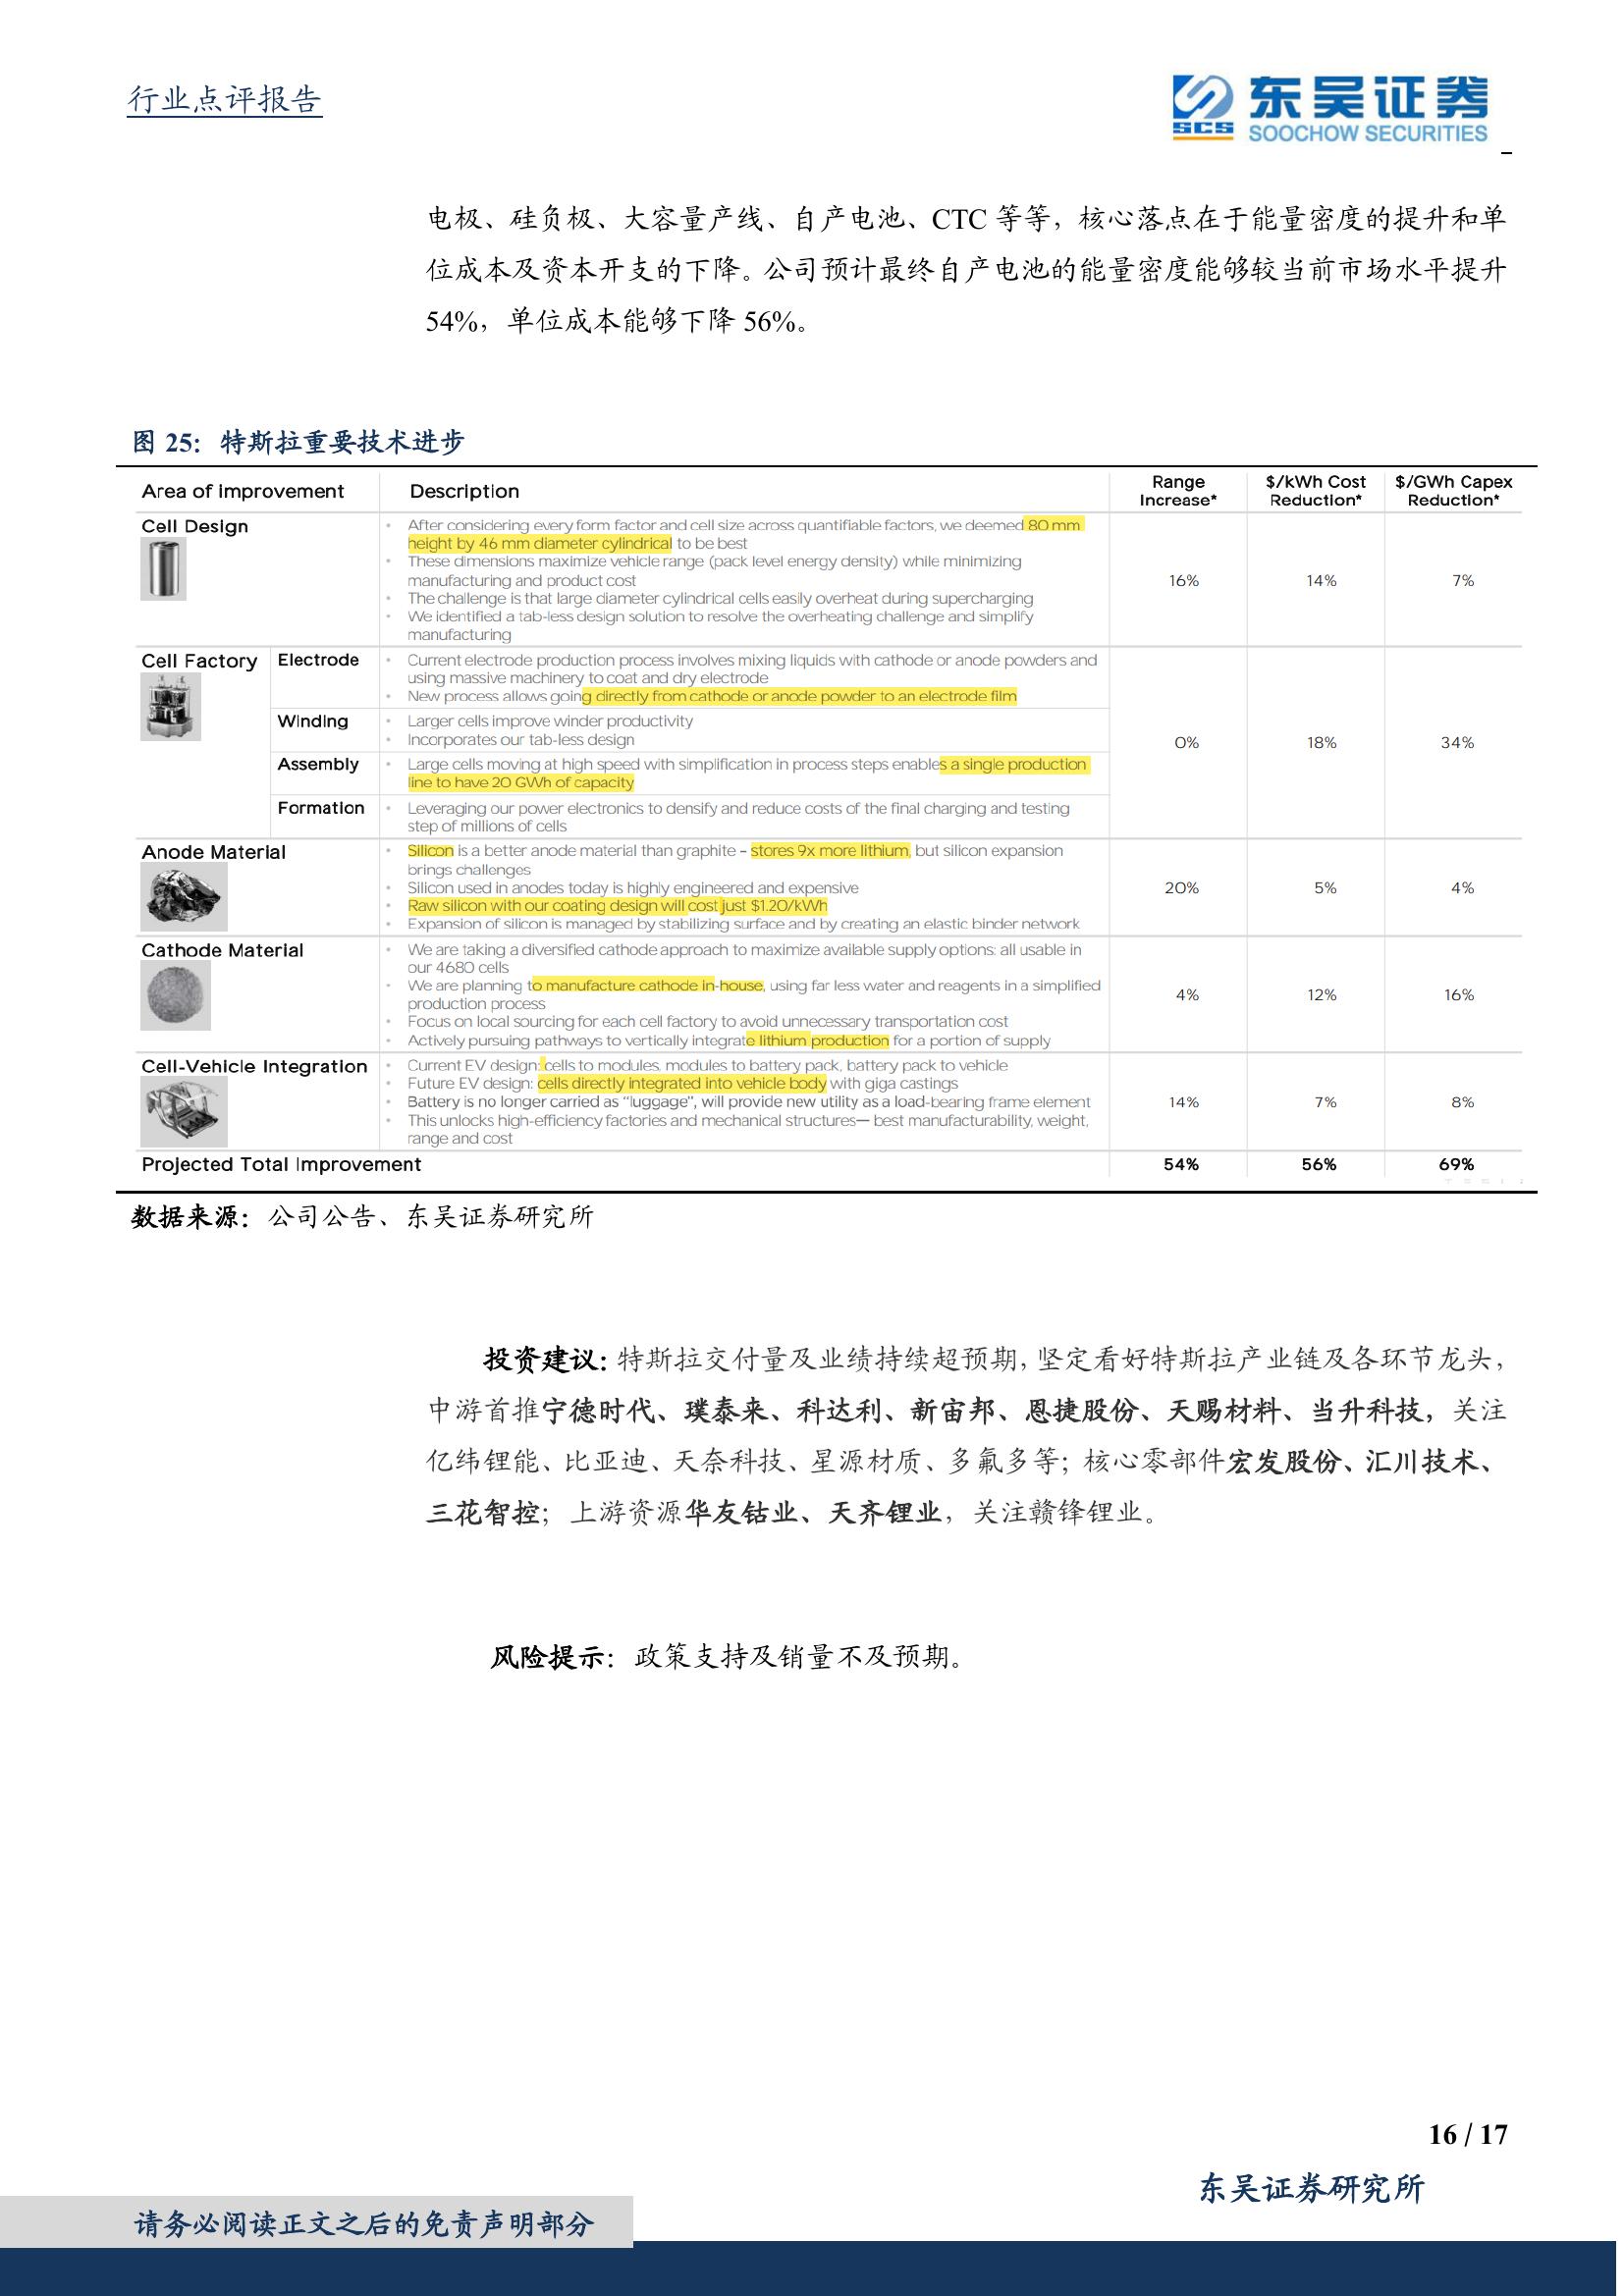 行业点评报告
东吴证券
SCS
SOOCHOW SECURITIES
电极、硅负极、大容量产线、自产电池、CTC 等等，核心落点在于能量密度的提升和单
位成本及资本开支的下降。公司预计最终自产电池的能量密度能够较当前市场水平提升
54%，单位成本能够下降 56%。
图 25：特斯拉重要技术进步
Area of improvement
Description
Range Increase*
$/kWh Cost Reduction*
$/GWh Capex Reduction*
Cell Design
• After considering every form factor and cell size across quantifiable factors, we deemed 80 mm
height by 46 mm diameter cylindrical to be best
• These dimensions maximize vehicle range (pack level energy density) while minimizing
manufacturing and product cost
• The challenge is that large diameter cylindrical cells easily overheat during supercharging
• We identified a tab-less design solution to resolve the overheating challenge and simplify
manufacturing
16%
14%
7%
Cell Factory
Electrode
• Current electrode production process involves mixing liquids with cathode or anode powders and
using massive machinery to coat and dry electrode
• New process allows going directly from cathode or anode powder to an electrode film
Winding
• Larger cells improve winder productivity
• Incorporates our tab-less design
Assembly
• Large cells moving at high speed with simplification in process steps enables a single production
line to have 20 GWh of capacity
Formation
• Leveraging our power electronics to densify and reduce costs of the final charging and testing
step of millions of cells
0%
18%
34%
Anode Material
• Silicon is a better anode material than graphite – stores 9x more lithium, but silicon expansion
brings challenges
• Silicon used in anodes today is highly engineered and expensive
• Raw silicon with our coating design will cost just $1.20/kWh
• Expansion of silicon is managed by stabilizing surface and by creating an elastic binder network
20%
5%
4%
Cathode Material
• We are taking a diversified cathode approach to maximize available supply options: all usable in
our 4680 cells
• We are planning to manufacture cathode in-house, using far less water and reagents in a simplified
production process
• Focus on local sourcing for each cell factory to avoid unnecessary transportation cost
• Actively pursuing pathways to vertically integrate lithium production for a portion of supply
4%
12%
16%
Cell-Vehicle Integration
• Current EV design: cells to modules, modules to battery pack, battery pack to vehicle
• Future EV design: cells directly integrated into vehicle body with giga castings
• Battery is no longer carried as "luggage", will provide new utility as a load-bearing frame element
• This unlocks high-efficiency factories and mechanical structures— best manufacturability, weight,
range and cost
14%
7%
8%
Projected Total Improvement
54%
56%
69%
数据来源：公司公告、东吴证券研究所
投资建议：特斯拉交付量及业绩持续超预期，坚定看好特斯拉产业链及各环节龙头，
中游首推宁德时代、璞泰来、科达利、新宙邦、恩捷股份、天赐材料、当升科技，关注
亿纬锂能、比亚迪、天奈科技、星源材质、多氟多等；核心零部件宏发股份、汇川技术、
三花智控；上游资源华友钴业、天齐锂业，关注赣锋锂业。
风险提示：政策支持及销量不及预期。
16 / 17
东吴证券研究所
请务必阅读正文之后的免责声明部分